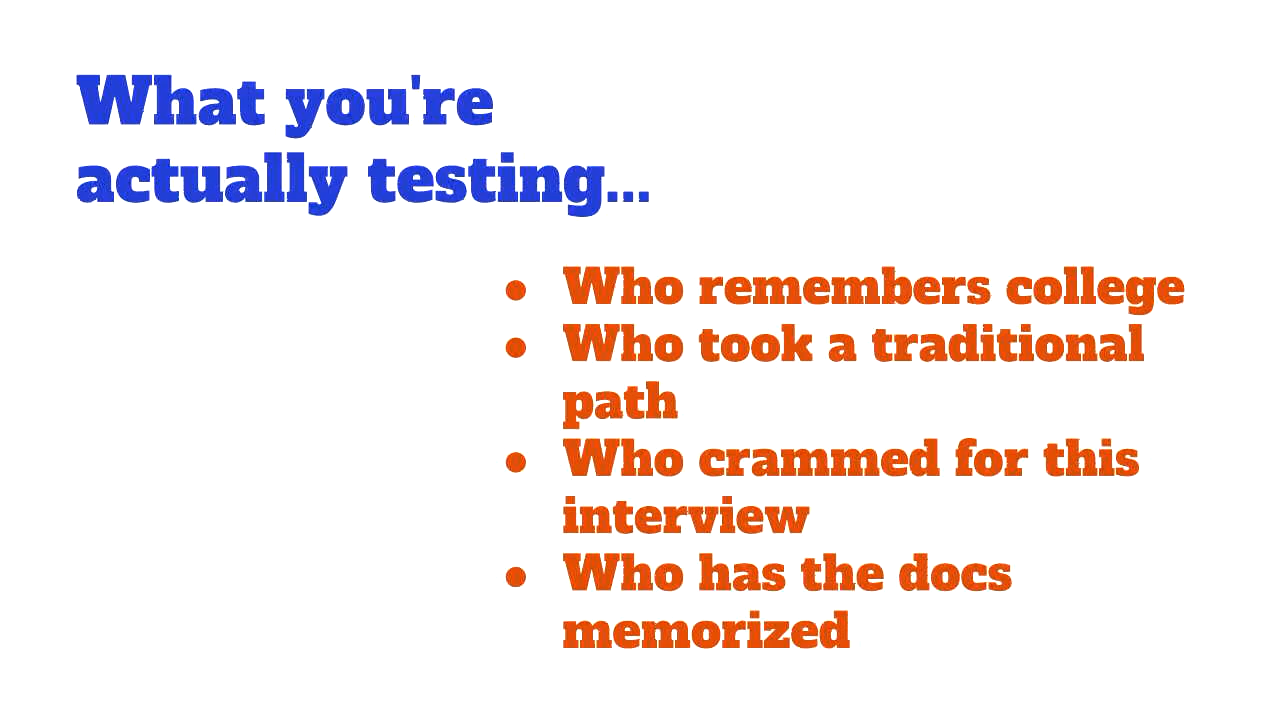 What you're
actually testing...
● Who remembers college
● Who took a traditional
path
● Who crammed for this
interview
● Who has the docs
memorized